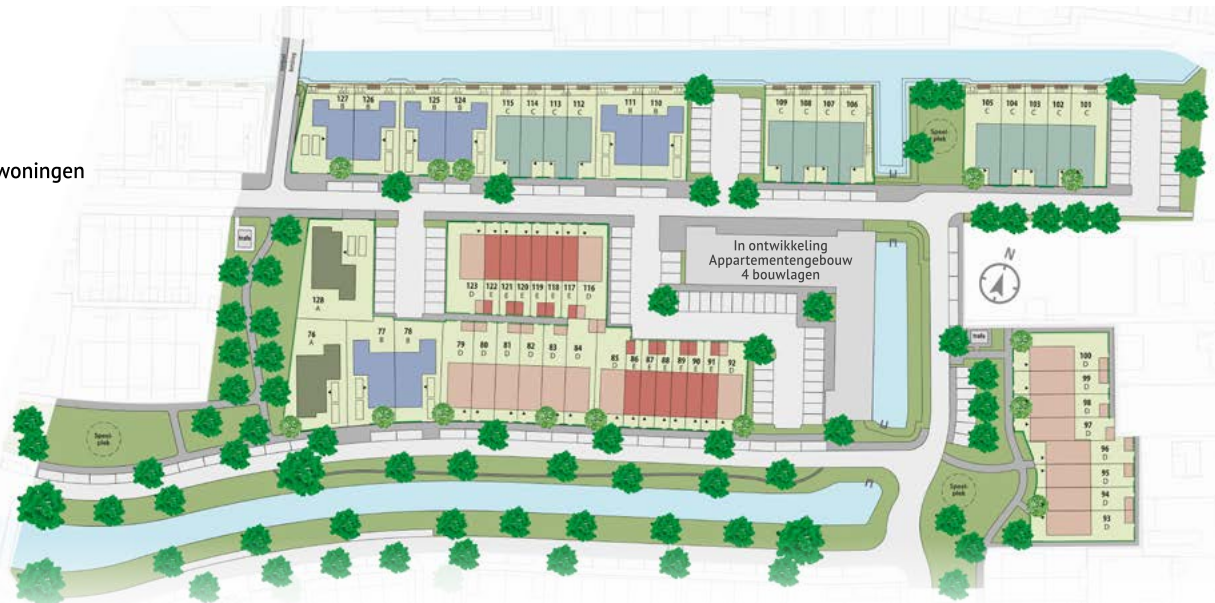 woningen
127
B
126
B
125
B
124
B
115
C
114
C
113
C
112
C
111
B
110
B
109
C
108
C
107
C
106
C
Speel-
plek
105
C
104
C
103
C
102
C
101
C
trafo
128
A
123
D
122
E
121
E
120
E
119
E
118
E
117
E
116
D
In ontwikkeling
Appartementengebouw
4 bouwlagen
N
76
A
77
B
78
B
79
D
80
D
81
D
82
D
83
D
84
D
85
D
86
E
87
E
88
E
89
E
90
E
91
E
92
D
trafo
100
D
99
D
98
D
97
D
96
D
95
D
94
D
93
D
Speel-
plek
Speel-
plek